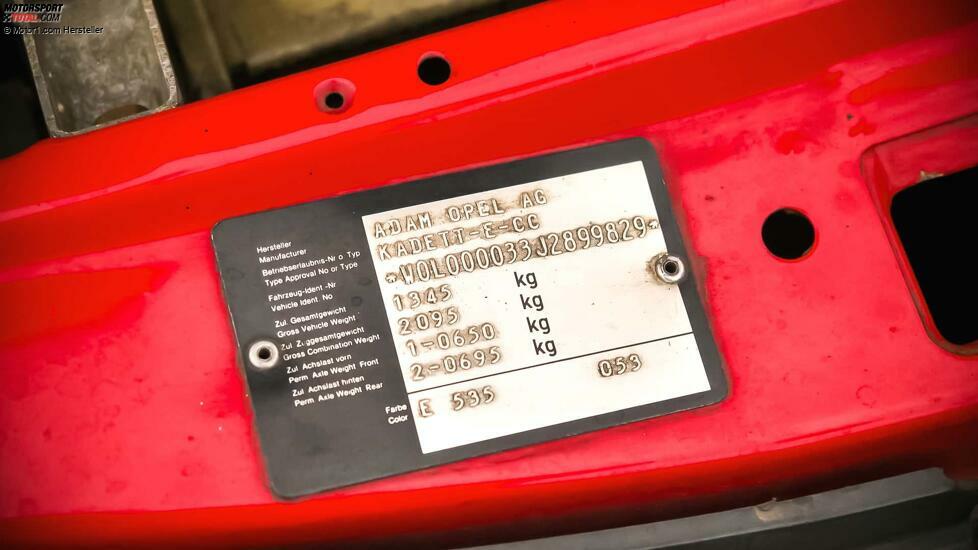 MOTORSPORT
TOTAL.COM
© Motor1.com Hersteller
Hersteller
Manufacturer
Betriebserlaubnis-Nr o Typ
Type Approval No or Type
Fahrzeug-Ident.-Nr
Vehicle Ident. No
Zul. Gesamtgewicht
Gross Vehicle Weight
Zul Zuggesamtgewicht
Gross Combination Weight
Zul Achslast vorn
Perm Axle Weight Front
Zul Achslast hinten
Perm Axle Weight Rear
Farbe
Color
ADAM OPEL AG
KADETT-E-CC
*W0L000033J2899829*
1345 kg
2095 kg
1-0650 kg
2-0695 kg
E 535 053